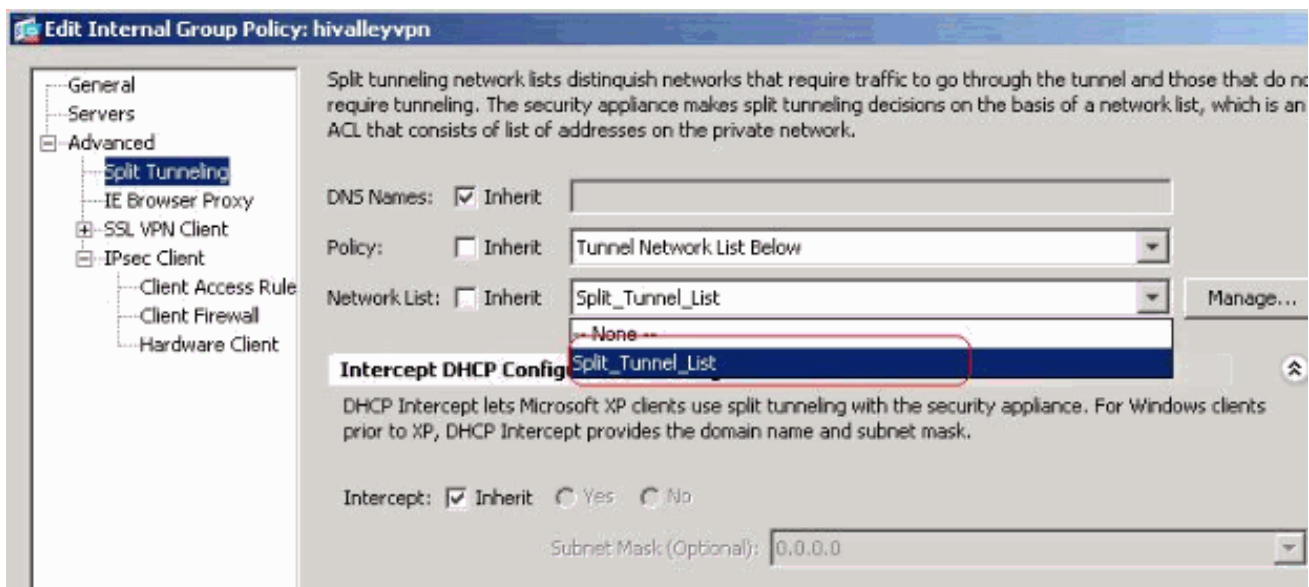 Edit Internal Group Policy: hivalleyvpn
General
Servers
Advanced
Split Tunneling
IE Browser Proxy
SSL VPN Client
IPsec Client
Client Access Rule
Client Firewall
Hardware Client
Split tunneling network lists distinguish networks that require traffic to go through the tunnel and those that do no
require tunneling. The security appliance makes split tunneling decisions on the basis of a network list, which is an
ACL that consists of list of addresses on the private network.
DNS Names: Inherit
Policy: Inherit Tunnel Network List Below
Network List: Inherit Split_Tunnel_List Manage...
-- None --
Split_Tunnel_List
Intercept DHCP Config
DHCP Intercept lets Microsoft XP clients use split tunneling with the security appliance. For Windows clients
prior to XP, DHCP Intercept provides the domain name and subnet mask.
Intercept: Inherit Yes No
Subnet Mask (Optional): 0.0.0.0